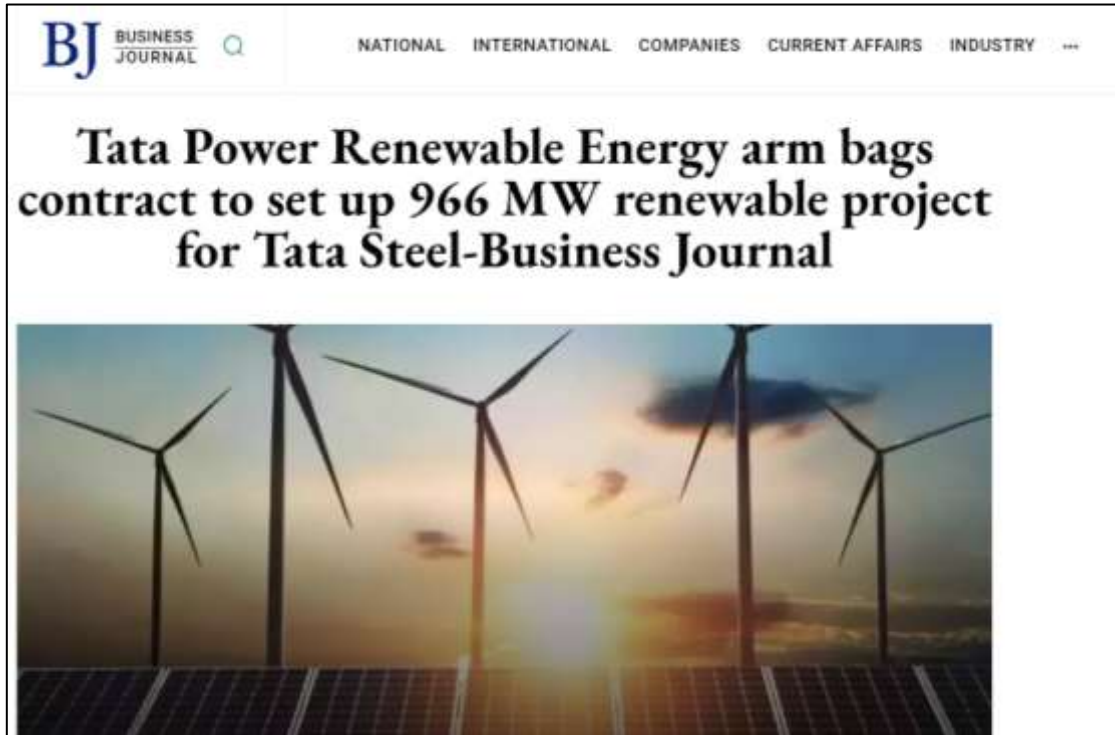 BJ BUSINESS JOURNAL
NATIONAL INTERNATIONAL COMPANIES CURRENT AFFAIRS INDUSTRY ...
Tata Power Renewable Energy arm bags
contract to set up 966 MW renewable project
for Tata Steel-Business Journal